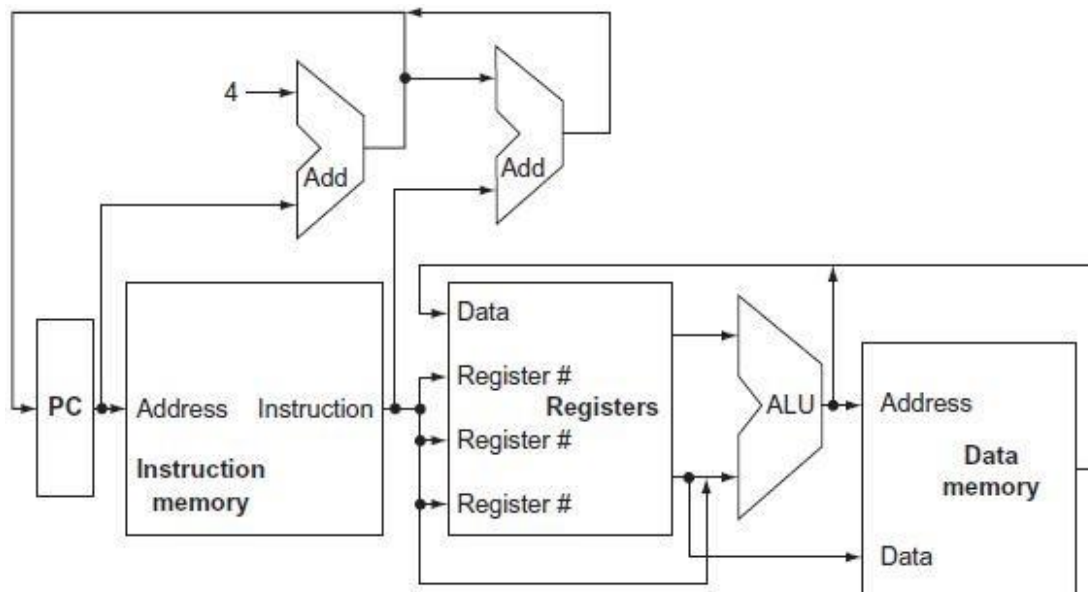 4
Add
Add
Data
Register #
PC
Address
Instruction
Registers
ALU
Address
Register #
Instruction
memory
Data
memory
Register #
Data